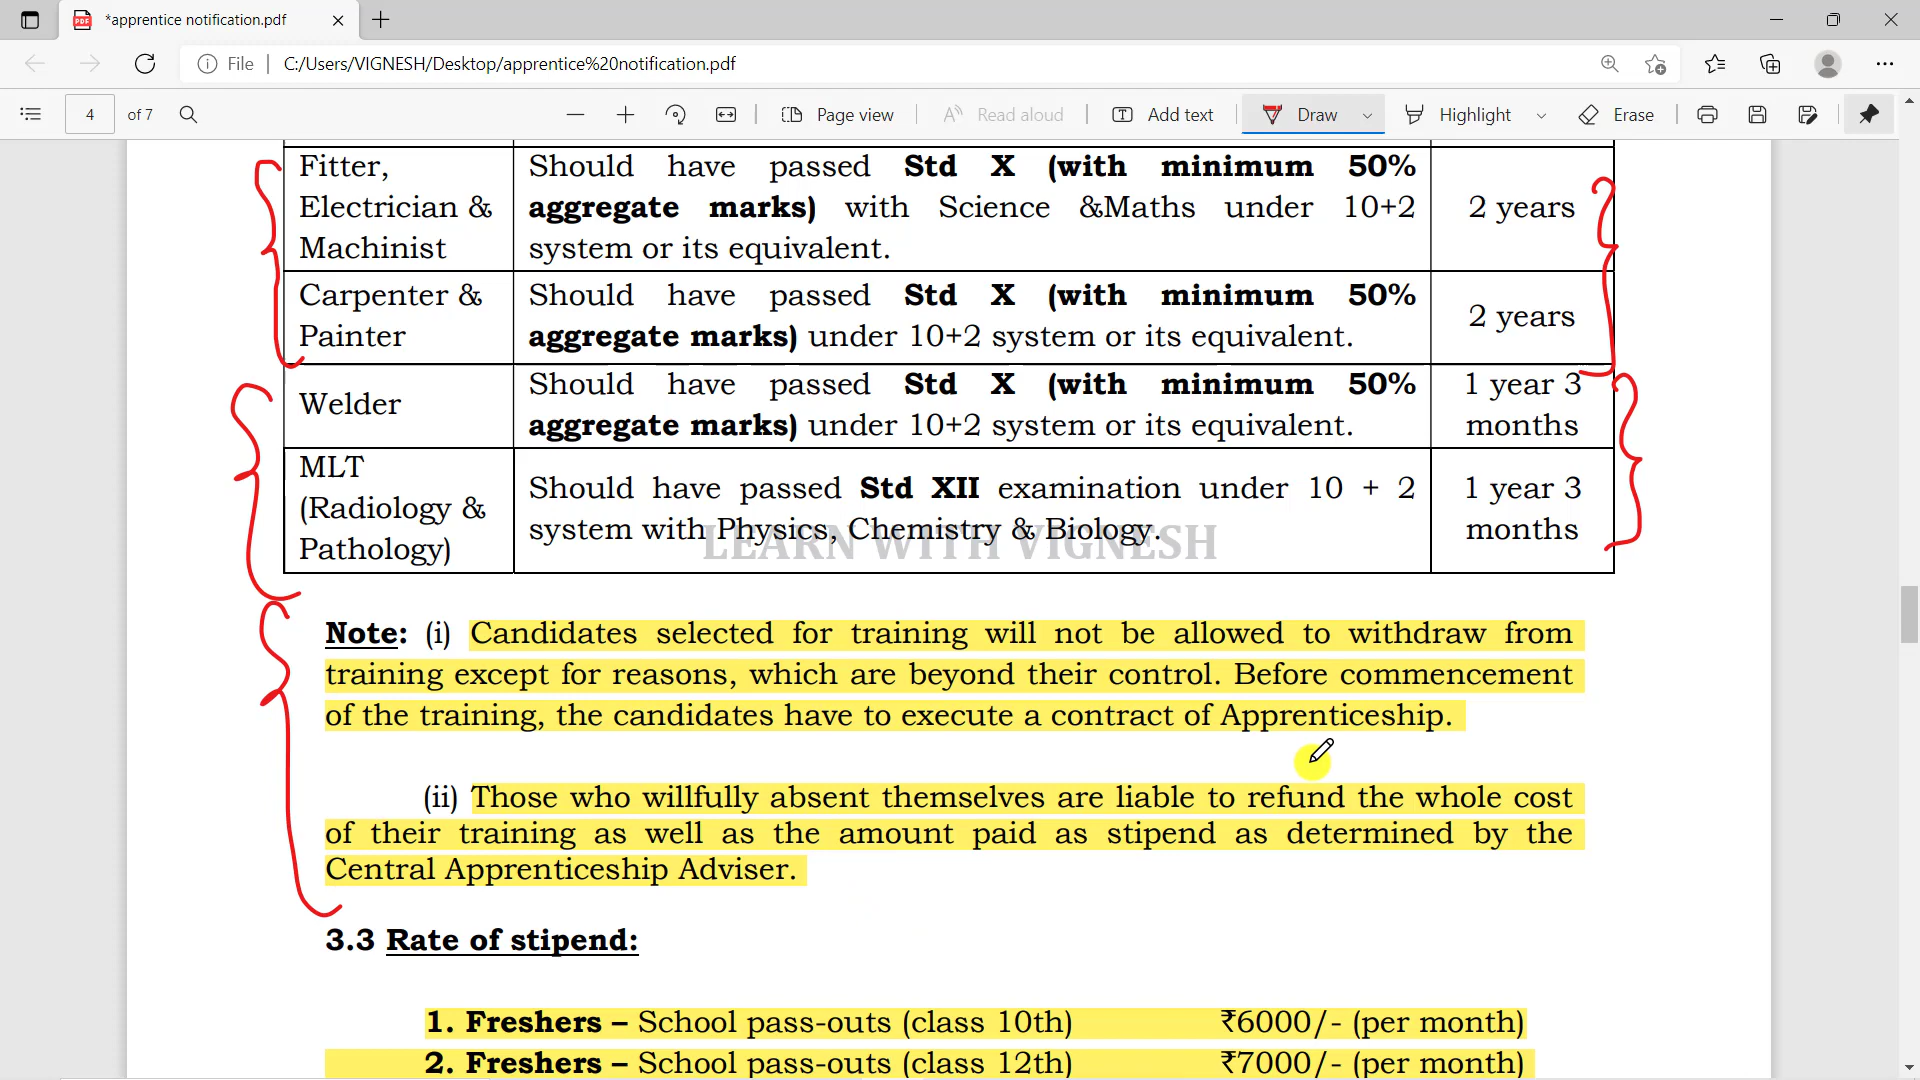 *apprentice notification.pdf
File
C:/Users/VIGNESH/Desktop/apprentice%20notification.pdf
4 of 7
Page view
Read aloud
Add text
Draw
Highlight
Erase
Fitter,
Electrician &
Machinist
Should have passed Std X (with minimum 50%
aggregate marks) with Science &Maths under 10+2
system or its equivalent.
2 years
Carpenter &
Painter
Should have passed Std X (with minimum 50%
aggregate marks) under 10+2 system or its equivalent.
2 years
Welder
Should have passed Std X (with minimum 50%
aggregate marks) under 10+2 system or its equivalent.
1 year 3
months
MLT
(Radiology &
Pathology)
Should have passed Std XII examination under 10 + 2
system with Physics, Chemistry & Biology.
1 year 3
months
LEARN WITH VIGNESH
Note: (i) Candidates selected for training will not be allowed to withdraw from
training except for reasons, which are beyond their control. Before commencement
of the training, the candidates have to execute a contract of Apprenticeship.
(ii) Those who willfully absent themselves are liable to refund the whole cost
of their training as well as the amount paid as stipend as determined by the
Central Apprenticeship Adviser.
3.3 Rate of stipend:
1. Freshers – School pass-outs (class 10th) ₹6000/- (per month)
2. Freshers – School pass-outs (class 12th) ₹7000/- (per month)